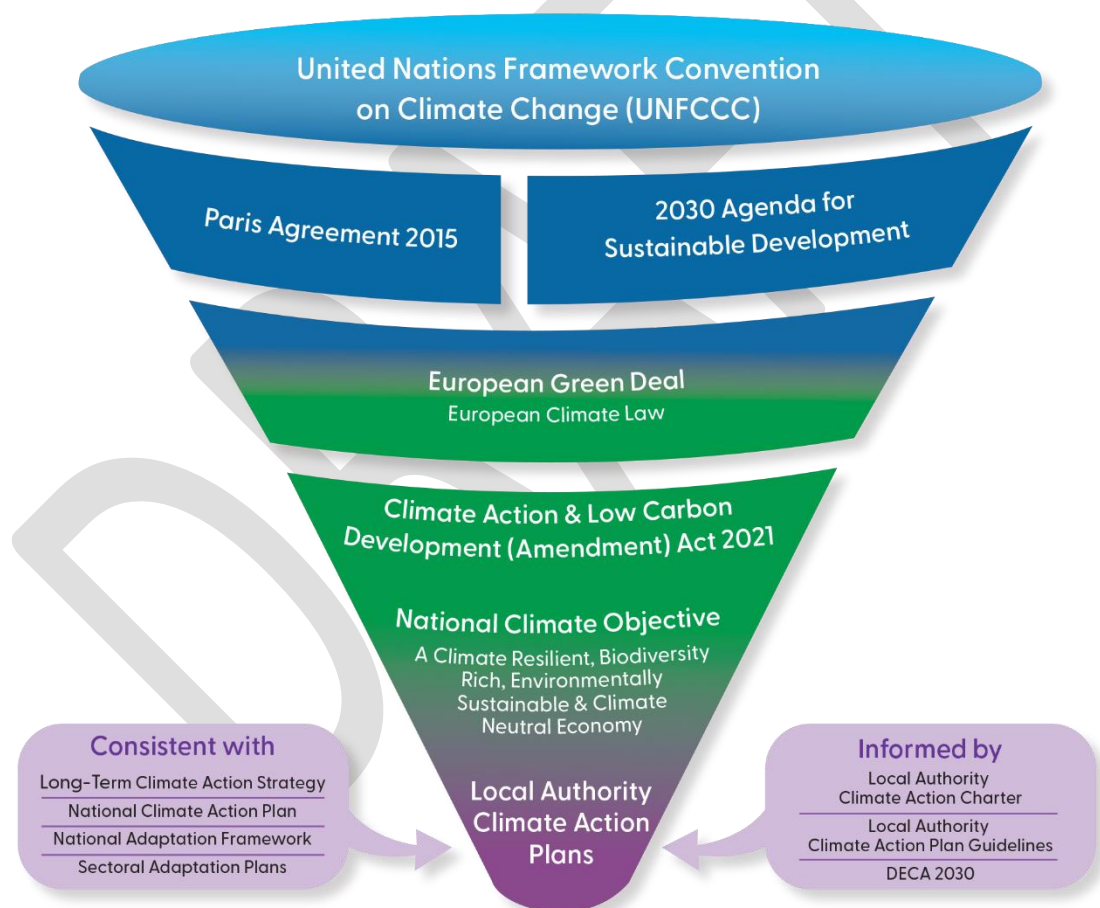 United Nations Framework Convention
on Climate Change (UNFCCC)
Paris Agreement 2015
2030 Agenda for
Sustainable Development
European Green Deal
European Climate Law
Climate Action & Low Carbon
Development (Amendment) Act 2021
National Climate Objective
A Climate Resilient, Biodiversity
Rich, Environmentally
Sustainable & Climate
Neutral Economy
Local Authority
Climate Action
Plans
Consistent with
Long-Term Climate Action Strategy
National Climate Action Plan
National Adaptation Framework
Sectoral Adaptation Plans
Informed by
Local Authority
Climate Action Charter
Local Authority
Climate Action Plan Guidelines
DECA 2030